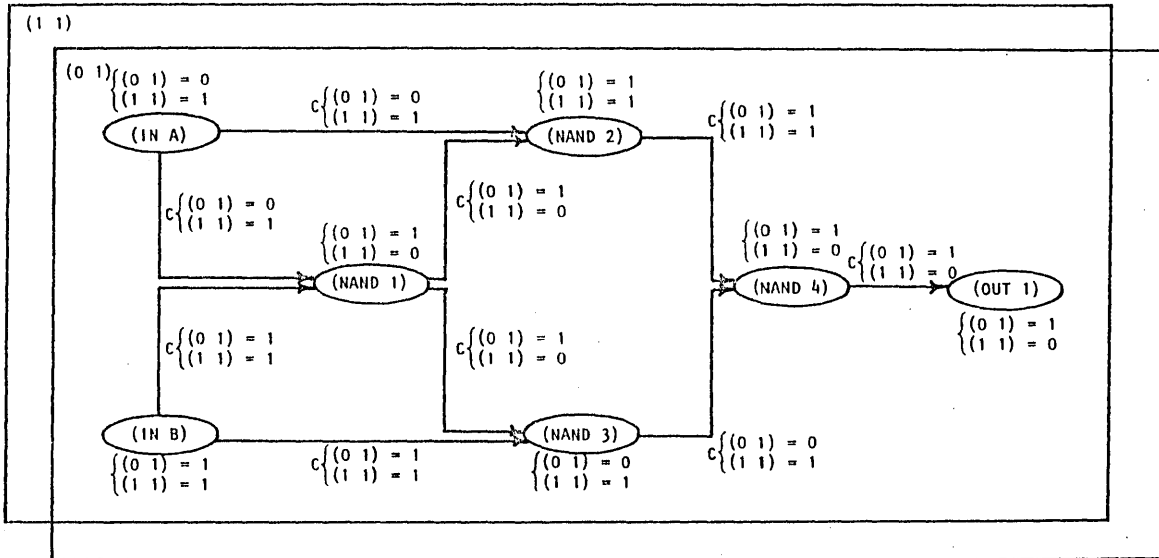 (1 1)
(0 1)
(0 1) = 0
(1 1) = 1
(IN A)
C (0 1) = 0
(1 1) = 1
(0 1) = 1
(1 1) = 1
(NAND 2)
C (0 1) = 1
(1 1) = 1
C (0 1) = 0
(1 1) = 1
C (0 1) = 1
(1 1) = 0
(0 1) = 1
(1 1) = 0
(NAND 1)
(0 1) = 1
(1 1) = 0
(NAND 4)
C (0 1) = 1
(1 1) = 0
(OUT 1)
(0 1) = 1
(1 1) = 0
C (0 1) = 1
(1 1) = 1
C (0 1) = 1
(1 1) = 0
(IN B)
(0 1) = 1
(1 1) = 1
C (0 1) = 1
(1 1) = 1
(NAND 3)
(0 1) = 0
(1 1) = 1
C (0 1) = 0
(1 1) = 1